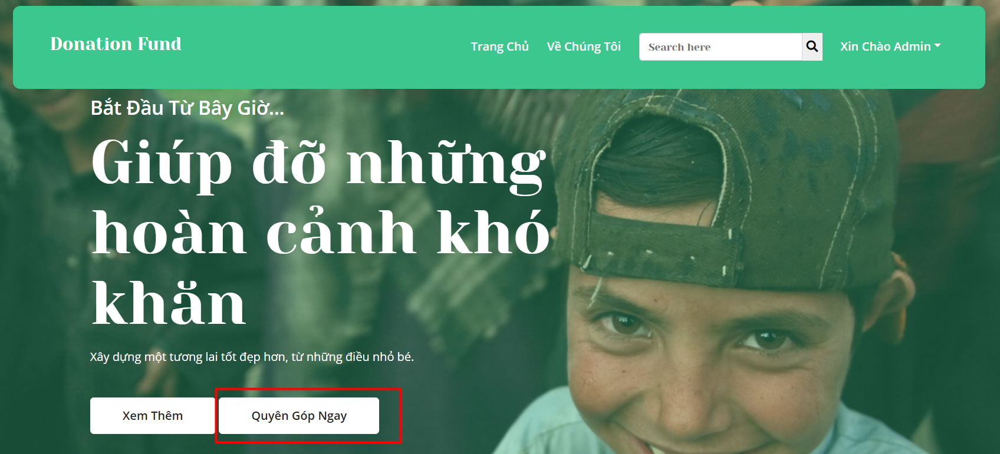 Donation Fund
Trang Chủ
Về Chúng Tôi
Search here
Xin Chào Admin
Bắt Đầu Từ Bây Giờ...
Giúp đỡ những
hoàn cảnh khó
khăn
Xây dựng một tương lai tốt đẹp hơn, từ những điều nhỏ bé.
Xem Thêm
Quyên Góp Ngay